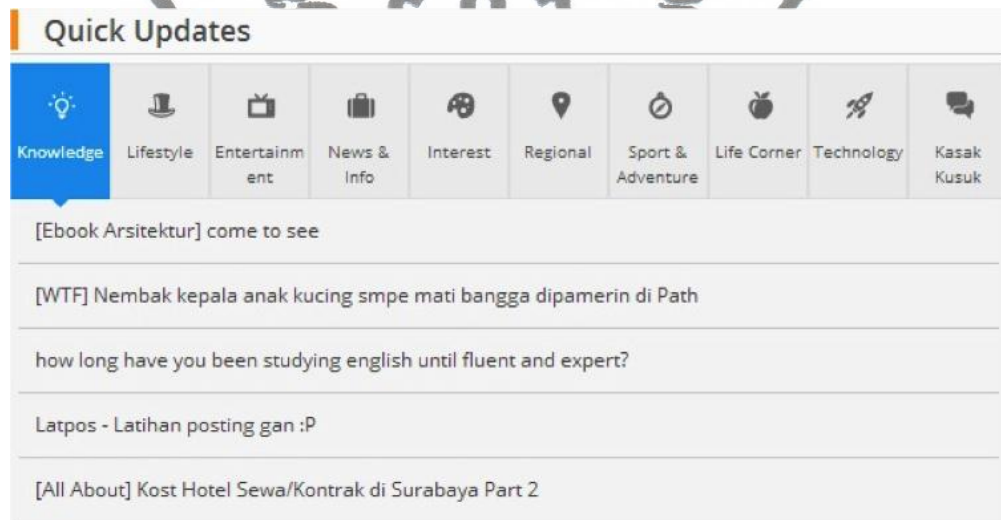 Quick Updates
Knowledge
Lifestyle
Entertainm
ent
News &
Info
Interest
Regional
Sport &
Adventure
Life Corner
Technology
Kasak
Kusuk
[Ebook Arsitektur] come to see
[WTF] Nembak kepala anak kucing smpe mati bangga dipamerin di Path
how long have you been studying english until fluent and expert?
Latpos - Latihan posting gan :P
[All About] Kost Hotel Sewa/Kontrak di Surabaya Part 2